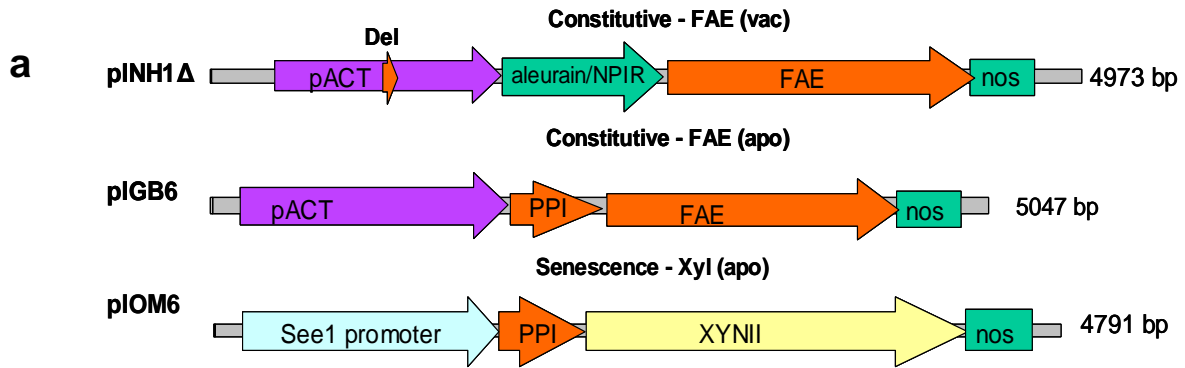 a
Constitutive - FAE (vac)
Del
pINH1Δ
pACT
aleurain/NPIR
FAE
nos
4973 bp
Constitutive - FAE (apo)
pIGB6
pACT
PPI
FAE
nos
5047 bp
Senescence - Xyl (apo)
pIOM6
See1 promoter
PPI
XYNII
nos
4791 bp